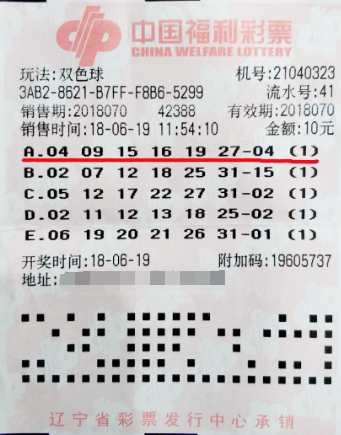 中国福利彩票
CHINA WELFARE LOTTERY
玩法:双色球 机号:21040323
3AB2-8621-B7FF-F8B6-5299 流水号:41
销售期:2018070 42388 有效期:2018070
销售时间:18-06-19 11:54:10 金额:10元
A.04 09 15 16 19 27-04 (1)
B.02 07 12 18 25 31-15 (1)
C.05 12 17 22 27 31-02 (1)
D.02 11 12 13 18 25-02 (1)
E.06 19 20 21 26 31-01 (1)
开奖时间:18-06-19 附加码:19605737
地址:
辽宁省彩票发行中心承销